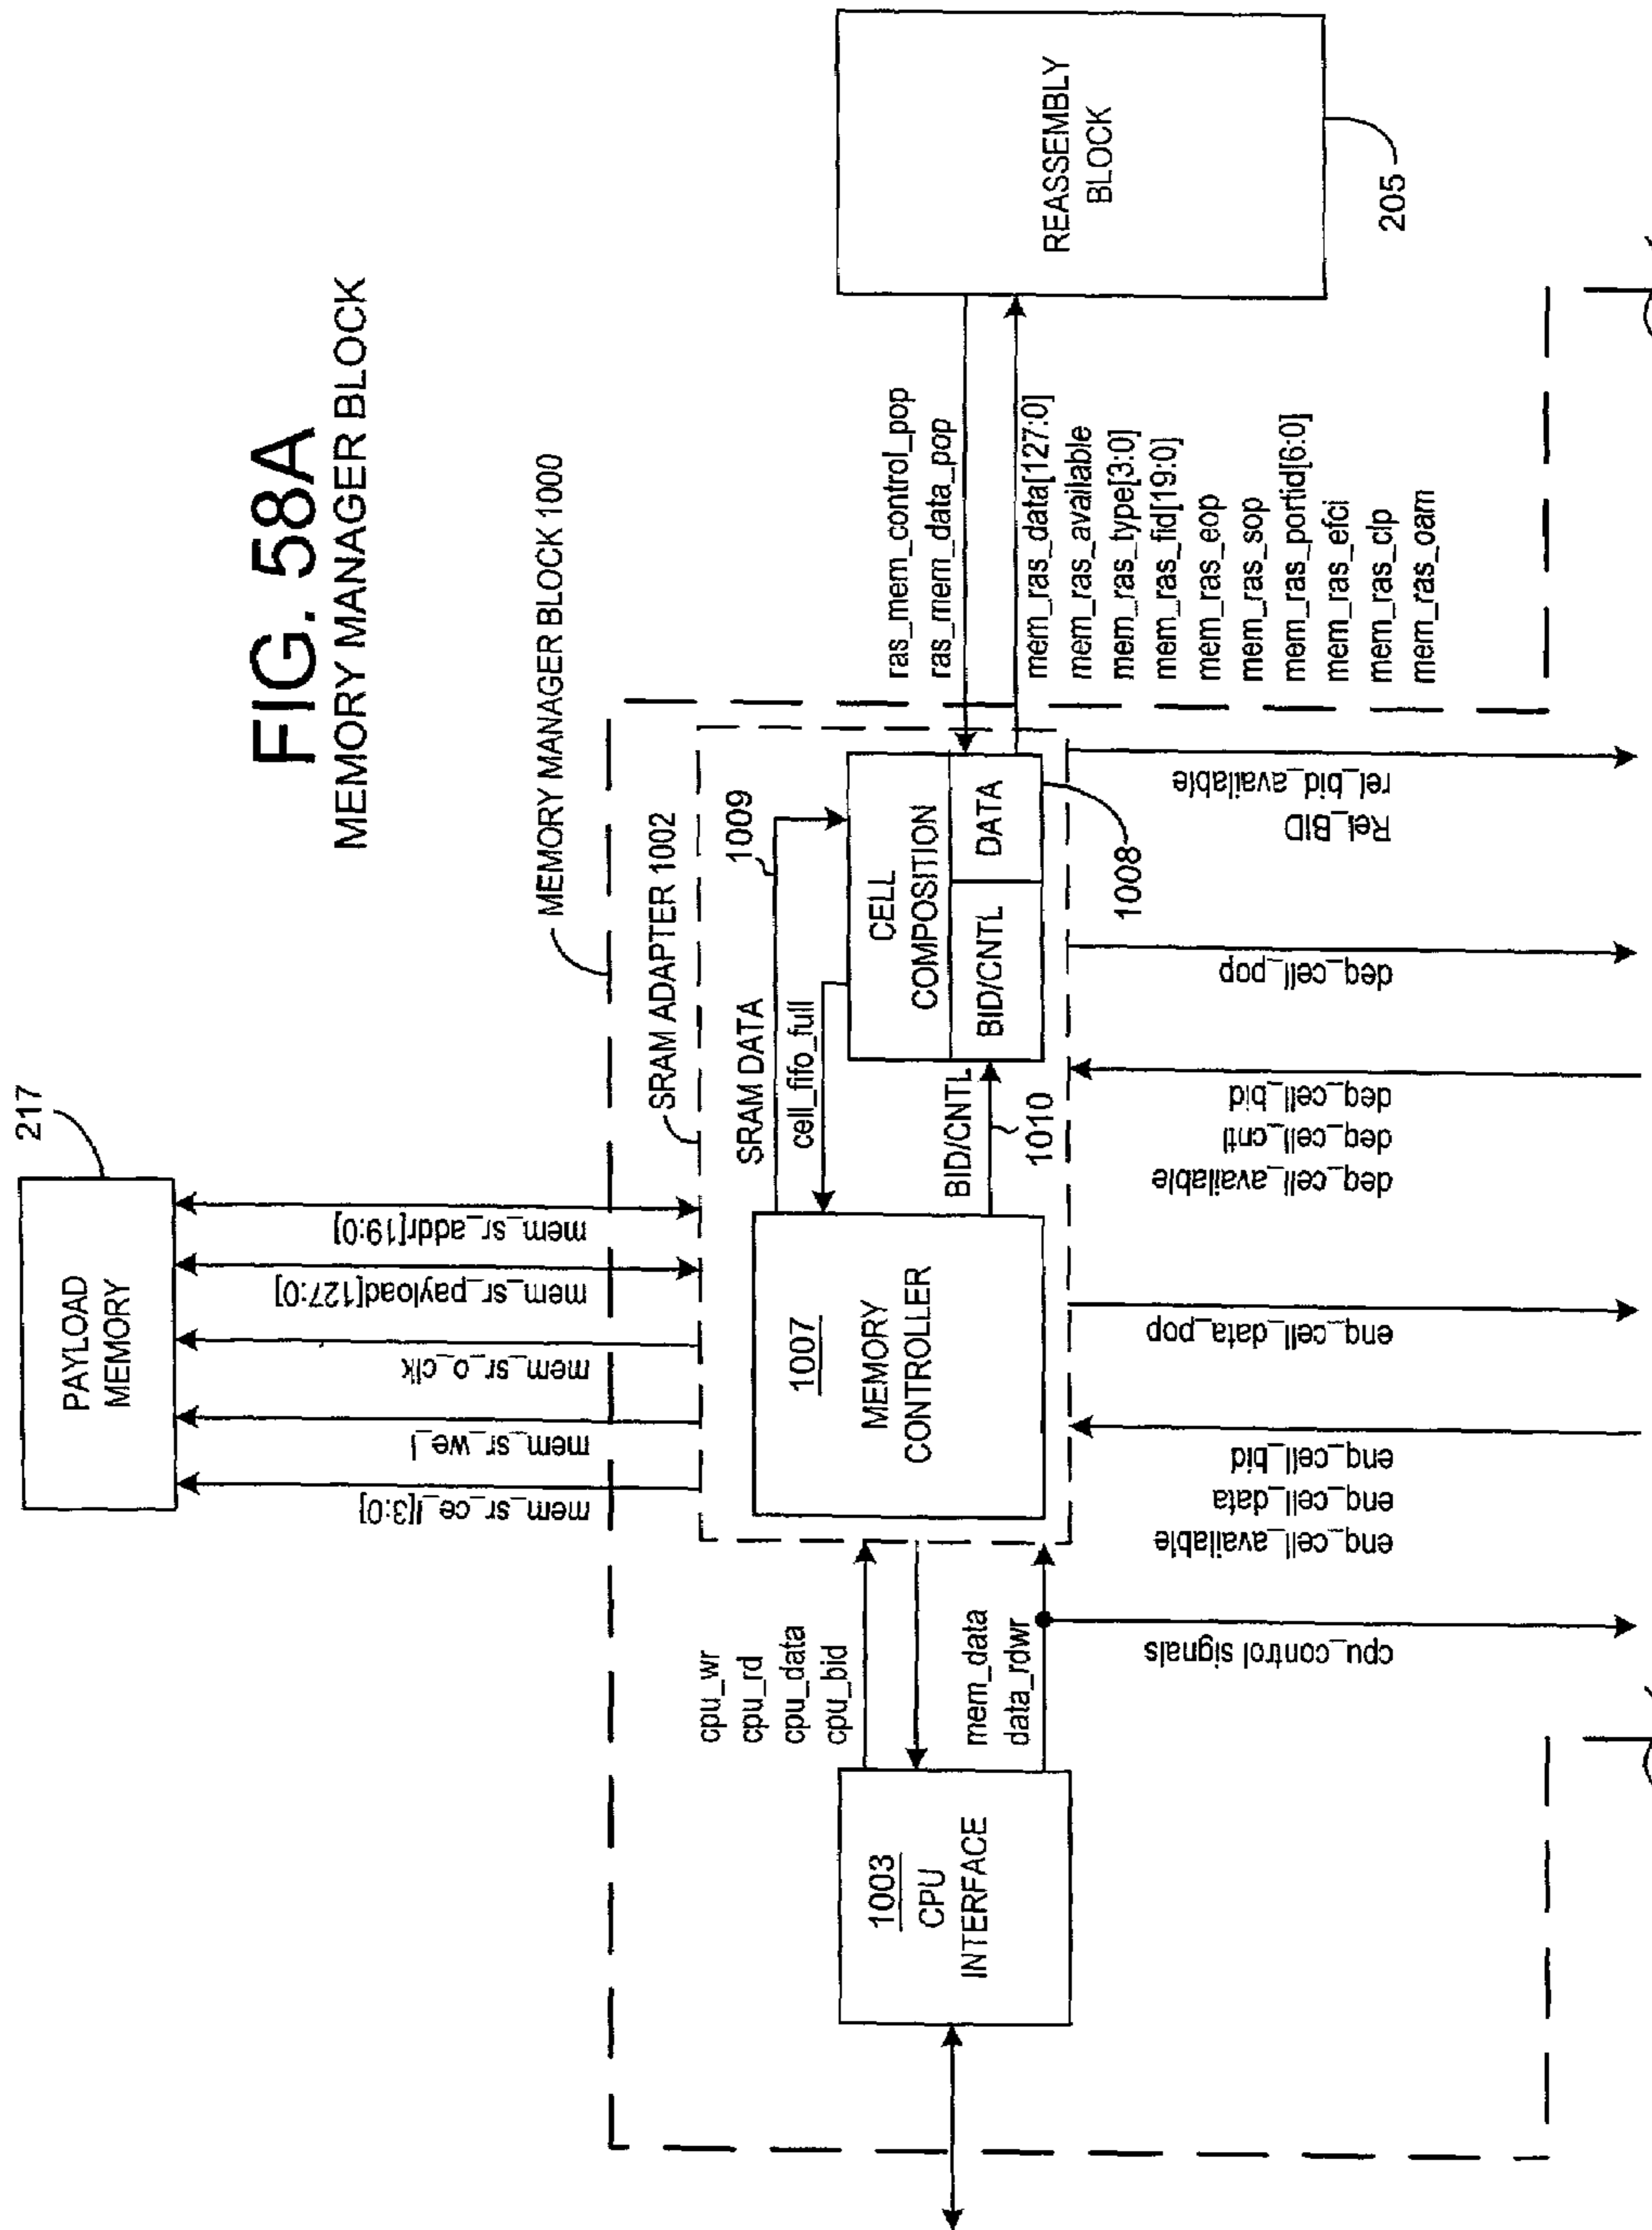 FIG. 58A
MEMORY MANAGER BLOCK
217
PAYLOAD
MEMORY
mem_sr_ce_l[3:0]
mem_sr_we_l
mem_sr_o_clk
mem_sr_payload[127:0]
mem_sr_addr[19:0]
MEMORY MANAGER BLOCK 1000
SRAM ADAPTER 1002
1003
CPU
INTERFACE
cpu_wr
cpu_rd
cpu_data
cpu_bid
mem_data
data_rdwr
1007
MEMORY
CONTROLLER
SRAM DATA
1009
cell_fifo_full
BID/CNTL
1010
CELL
COMPOSITION
BID/CNTL
DATA
1008
ras_mem_control_pop
ras_mem_data_pop
mem_ras_data[127:0]
mem_ras_available
mem_ras_type[3:0]
mem_ras_fid[19:0]
mem_ras_eop
mem_ras_sop
mem_ras_portid[6:0]
mem_ras_efci
mem_ras_clp
mem_ras_oam
REASSEMBLY
BLOCK
205
cpu_control signals
enq_cell_available
enq_cell_data
enq_cell_bid
enq_cell_data_pop
deq_cell_available
deq_cell_cntl
deq_cell_bid
deq_cell_pop
Rel_BID
rel_bid_available